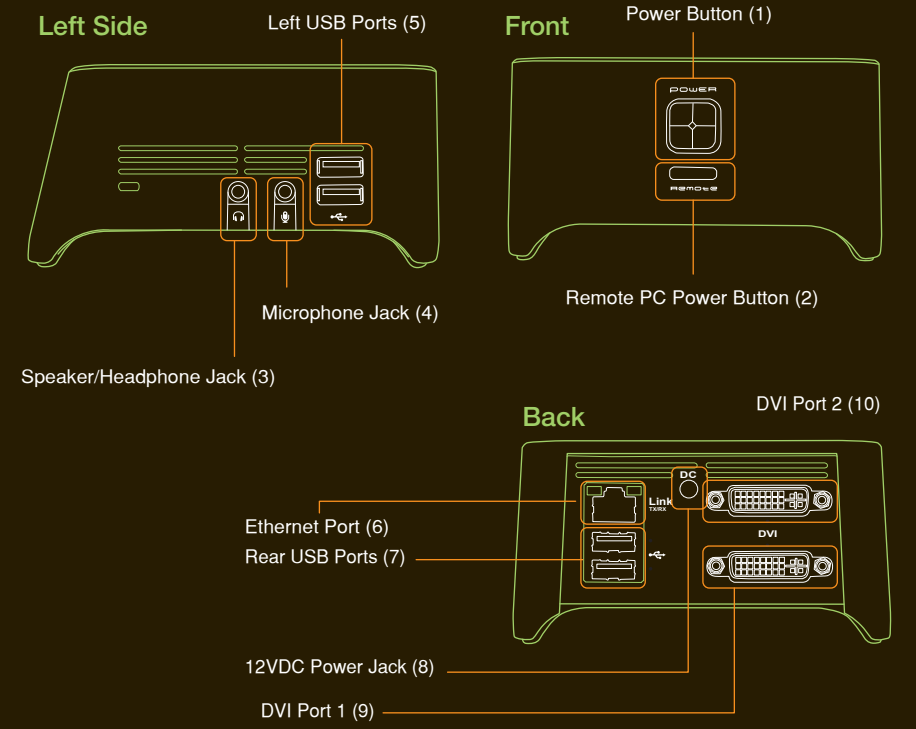 Left Side
Left USB Ports (5)
Microphone Jack (4)
Speaker/Headphone Jack (3)
Front
Power Button (1)
POWER
Remote
Remote PC Power Button (2)
Back
DVI Port 2 (10)
DC
Link
TX/RX
DVI
Ethernet Port (6)
Rear USB Ports (7)
12VDC Power Jack (8)
DVI Port 1 (9)